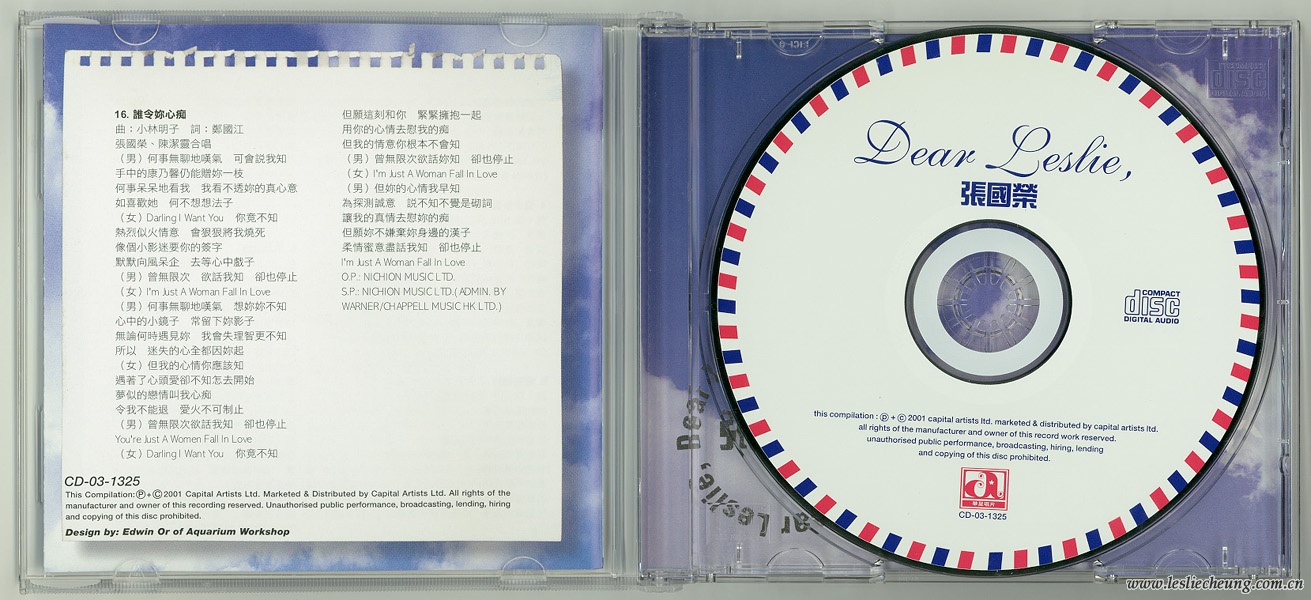 16. 誰令妳心痴
曲：小林明子　詞：鄭國江
張國榮、陳潔靈合唱
（男）何事無聊地嘆氣　可會說我知
手中的康乃馨仍能贈妳一枝
何事呆呆地看我　我看不透妳的真心意
如喜歡她　何不想想法子
（女）Darling I Want You　你竟不知
熱烈似火情意　會狠狠將我燒死
像個小影迷要你的簽字
默默向風呆企　去等心中戲子
（男）曾無限次　欲話我知　卻也停止
（女）I'm Just A Woman Fall In Love
（男）何事無聊地嘆氣　想妳妳不知
心中的小鏡子　常留下妳影子
無論何時遇見妳　我會失理智更不知
所以　迷失的心全都因妳起
（女）但我的心情你應該知
遇著了心頭愛卻不知怎去開始
夢似的戀情叫我心痴
令我不能退　愛火不可制止
（男）曾無限次欲話我知　卻也停止
You're Just A Women Fall In Love
（女）Darling I Want You　你竟不知
但願這刻和你　緊緊擁抱一起
用你的心情去慰我的痴
但我的情意你根本不會知
（男）曾無限次欲話妳知　卻也停止
（女）I'm Just A Woman Fall In Love
（男）但妳的心情我早知
為探測誠意　說不知不覺是砌詞
讓我的真情去慰妳的痴
但願妳不嫌棄妳身邊的漢子
柔情蜜意盡話我知　卻也停止
I'm Just A Woman Fall In Love
O.P.: NICHION MUSIC LTD.
S.P.: NICHION MUSIC LTD.( ADMIN. BY
WARNER/CHAPPELL MUSIC HK LTD.)
CD-03-1325
This Compilation:Ⓟ+Ⓒ2001 Capital Artists Ltd. Marketed & Distributed by Capital Artists Ltd. All rights of the
manufacturer and owner of this recording reserved. Unauthorised public performance, broadcasting, lending, hiring
and copying of this disc prohibited.
Design by: Edwin Or of Aquarium Workshop
Dear Leslie,
張國榮
COMPACT
disc
DIGITAL AUDIO
this compilation : Ⓟ + Ⓒ 2001 capital artists ltd. marketed & distributed by capital artists ltd.
all rights of the manufacturer and owner of this record work reserved.
unauthorised public performance, broadcasting, hiring, lending
and copying of this disc prohibited.
a
華星唱片
CD-03-1325
COMPACT
disc
DIGITAL AUDIO
www.lesliecheung.com.cn